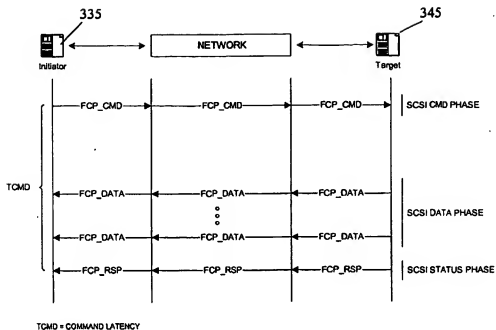 335
345
NETWORK
Initiator
Target
FCP_CMD FCP_CMD FCP_CMD SCSI CMD PHASE
TCMD
FCP_DATA FCP_DATA FCP_DATA
SCSI DATA PHASE
FCP_DATA FCP_DATA FCP_DATA
FCP_RSP FCP_RSP FCP_RSP SCSI STATUS PHASE
TCMD = COMMAND LATENCY